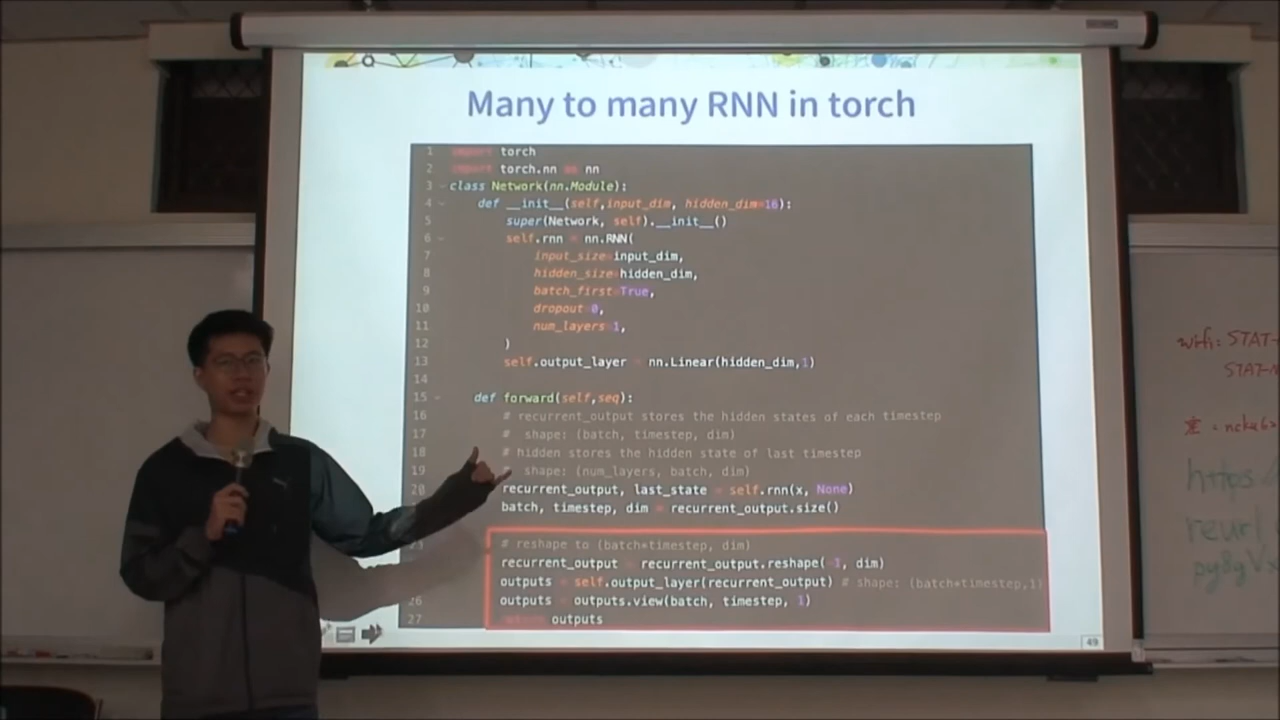 Many to many RNN in torch
1 import torch
2 import torch.nn as nn
3 class Network(nn.Module):
4 def __init__(self,input_dim, hidden_dim=16):
5 super(Network, self).__init__()
6 self.rnn = nn.RNN(
7 input_size=input_dim,
8 hidden_size=hidden_dim,
9 batch_first=True,
10 dropout=0,
11 num_layers=1,
12 )
13 self.output_layer = nn.Linear(hidden_dim,1)
14
15 def forward(self,seq):
16 # recurrent_output stores the hidden states of each timestep
17 # shape: (batch, timestep, dim)
18 # hidden stores the hidden state of last timestep
19 shape: (num_layers, batch, dim)
20 recurrent_output, last_state = self.rnn(x, None)
batch, timestep, dim = recurrent_output.size()
23 # reshape to (batch*timestep, dim)
recurrent_output = recurrent_output.reshape(-1, dim)
outputs = self.output_layer(recurrent_output) # shape: (batch*timestep,1)
26 outputs = outputs.view(batch, timestep, 1)
27 return outputs
49
wifi: STAT-
STAT-
https:
reurl